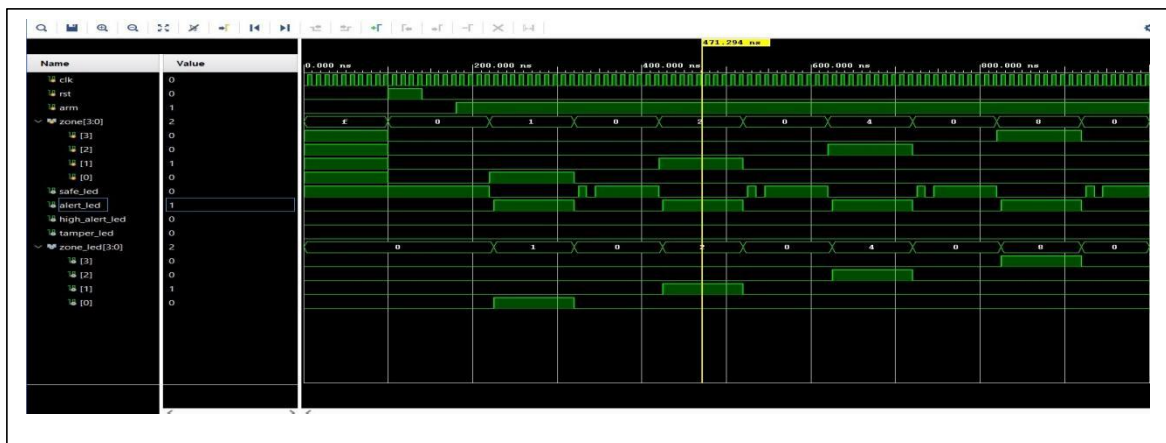 471.294 ns
Name Value 0.000 ns 200.000 ns 400.000 ns 600.000 ns 800.000 ns
clk 0
rst 0
arm 1
zone[3:0] 2 f 0 1 0 2 0 4 0 8 0
[3] 0
[2] 0
[1] 1
[0] 0
safe_led 0
alert_led 1
high_alert_led 0
tamper_led 0
zone_led[3:0] 2 0 1 0 2 0 4 0 8 0
[3] 0
[2] 0
[1] 1
[0] 0